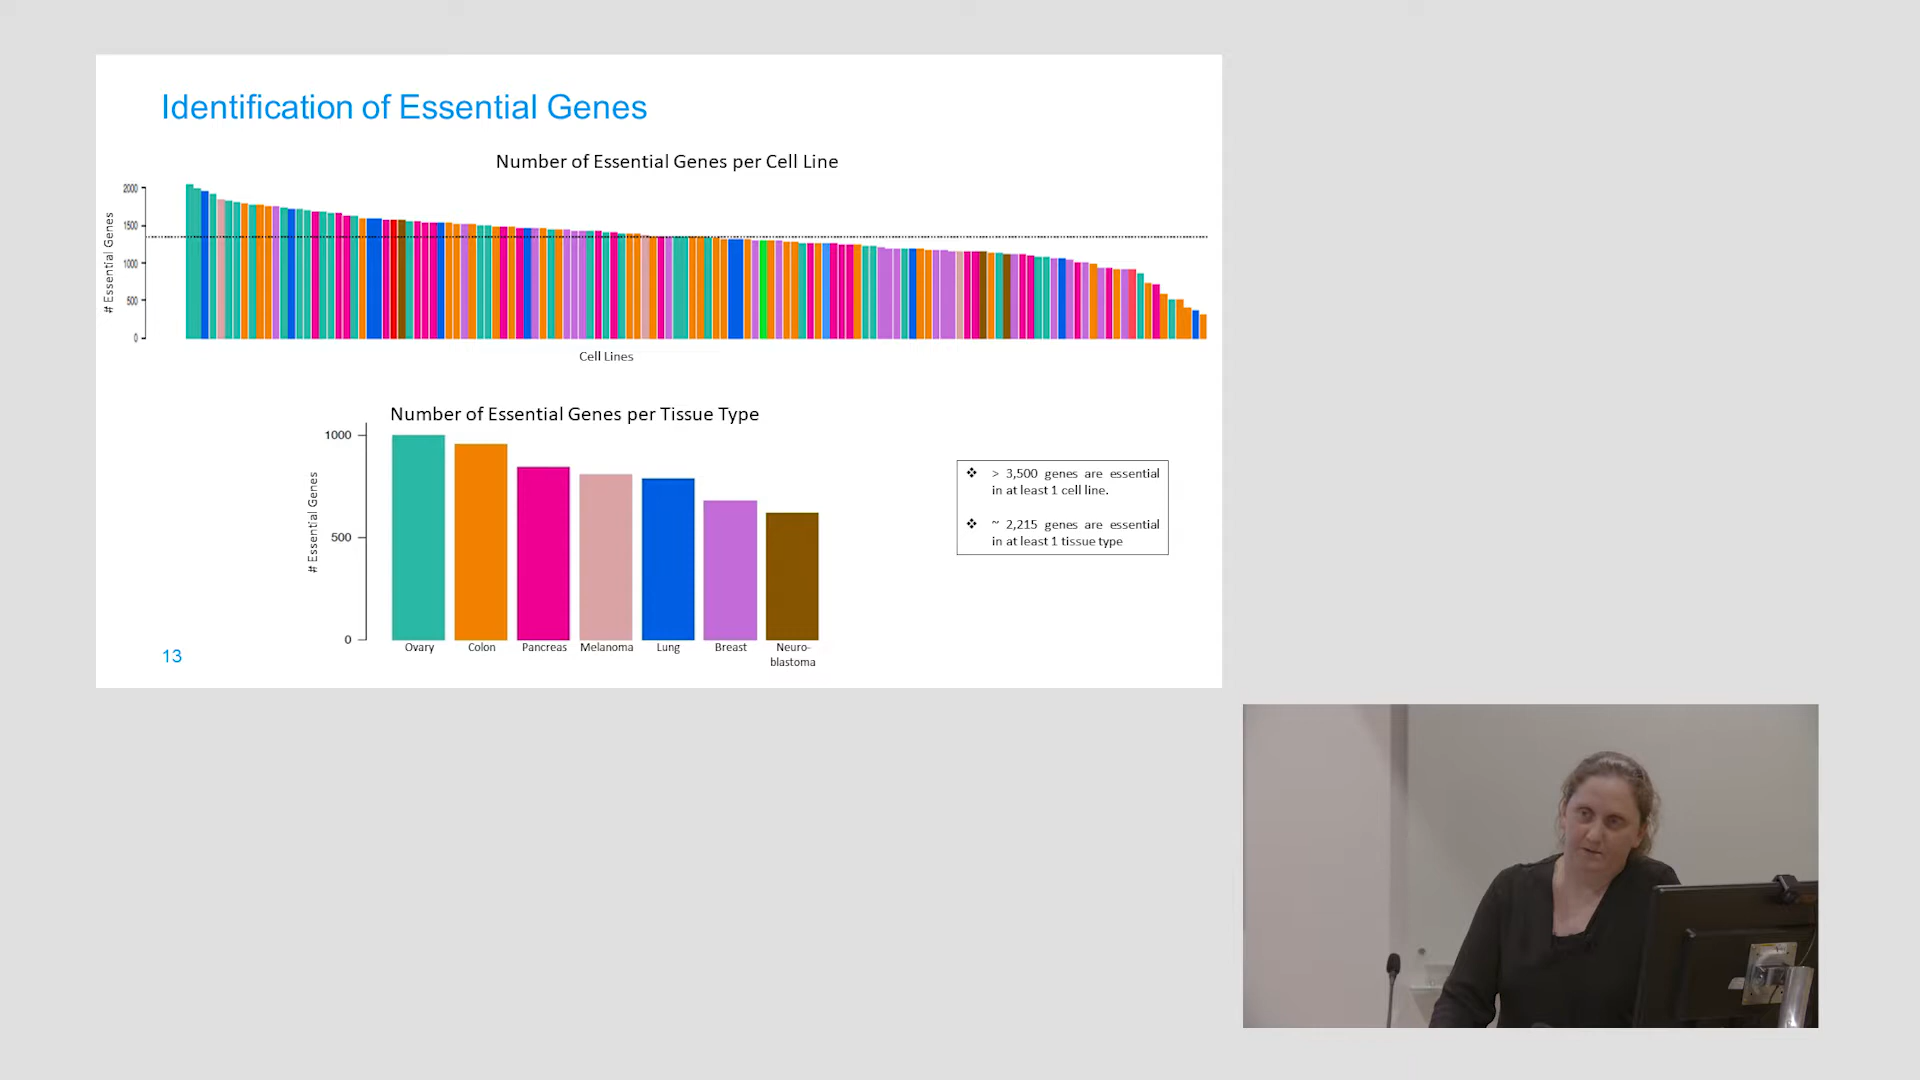 Identification of Essential Genes
Number of Essential Genes per Cell Line
# Essential Genes
2000
1500
1000
500
0
Cell Lines
Number of Essential Genes per Tissue Type
# Essential Genes
1000
500
0
Ovary Colon Pancreas Melanoma Lung Breast Neuro-
blastoma
❖ > 3,500 genes are essential
in at least 1 cell line.
❖ ~ 2,215 genes are essential
in at least 1 tissue type
13